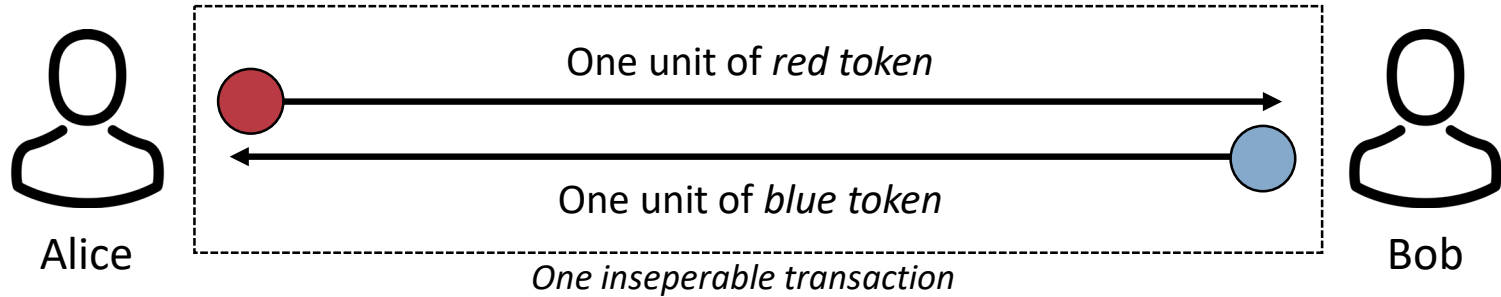 One unit of red token
One unit of blue token
Alice
Bob
One inseperable transaction